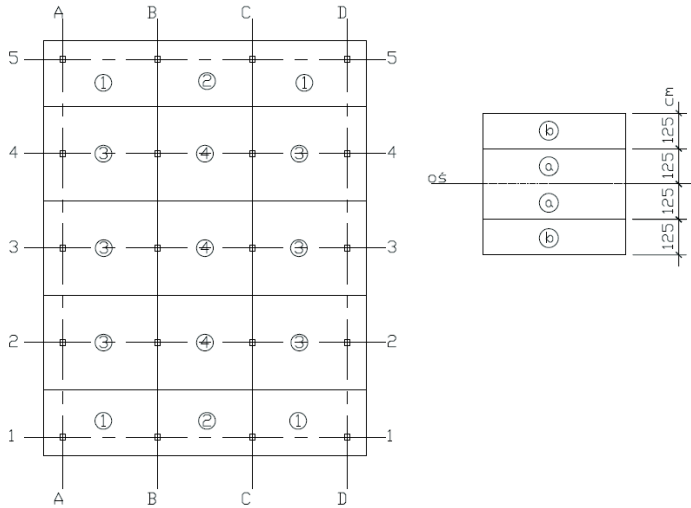 A B C D
5 5
① ② ①
4 ③ ④ ③ 4
3 ③ ④ ③ 3
2 ③ ④ ③ 2
① ② ①
1 1
A B C D
cm
ⓑ 125
ⓐ 125
oś
ⓐ 125
ⓑ 125